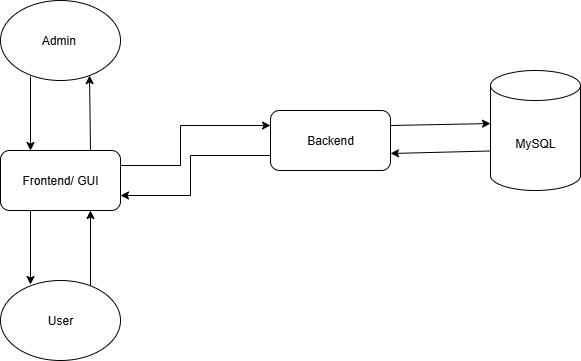 Admin
Frontend/ GUI
Backend
MySQL
User